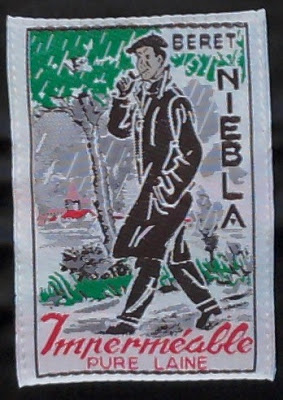 BERET
NIEBLA
Imperméable
PURE LAINE